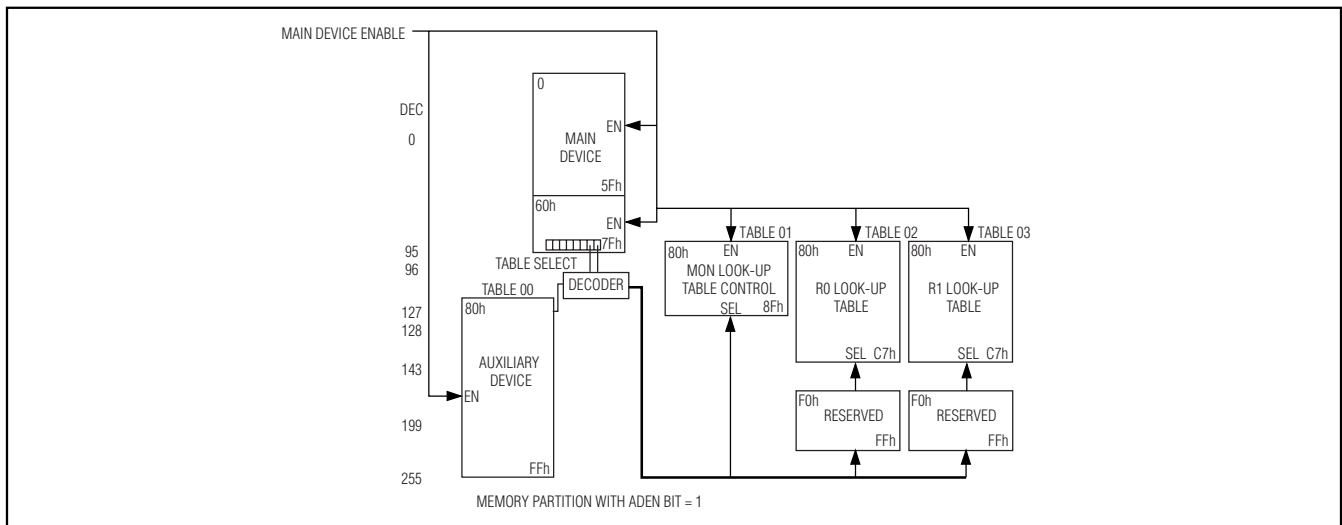 MAIN DEVICE ENABLE
DEC
0
95
96
127
128
143
199
255
0
EN
MAIN
DEVICE
5Fh
60h
EN
7Fh
TABLE SELECT
DECODER
TABLE 00
80h
AUXILIARY
DEVICE
EN
FFh
TABLE 01
80h
EN
MON LOOK-UP
TABLE CONTROL
SEL
8Fh
TABLE 02
80h
EN
R0 LOOK-UP
TABLE
SEL C7h
F0h
RESERVED
FFh
TABLE 03
80h
EN
R1 LOOK-UP
TABLE
SEL C7h
F0h
RESERVED
FFh
MEMORY PARTITION WITH ADEN BIT = 1